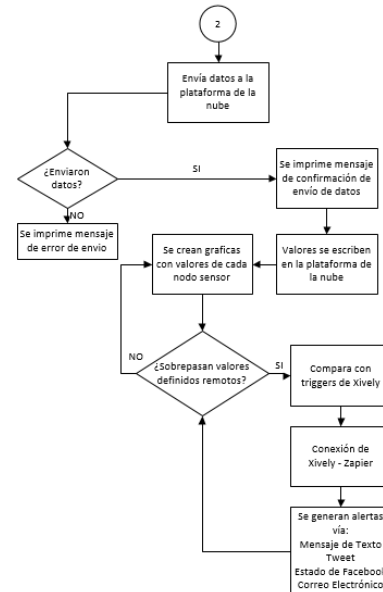 2
Envía datos a la
plataforma de la
nube
¿Enviaron
datos?
SI
Se imprime mensaje
de confirmación de
envío de datos
NO
Se imprime mensaje
de error de envio
Se crean graficas
con valores de cada
nodo sensor
Valores se escriben
en la plataforma de
la nube
NO
¿Sobrepasan valores
definidos remotos?
SI
Compara con
triggers de Xively
Conexión de
Xively - Zapier
Se generan alertas
vía:
Mensaje de Texto
Tweet
Estado de Facebook
Correo Electrónico